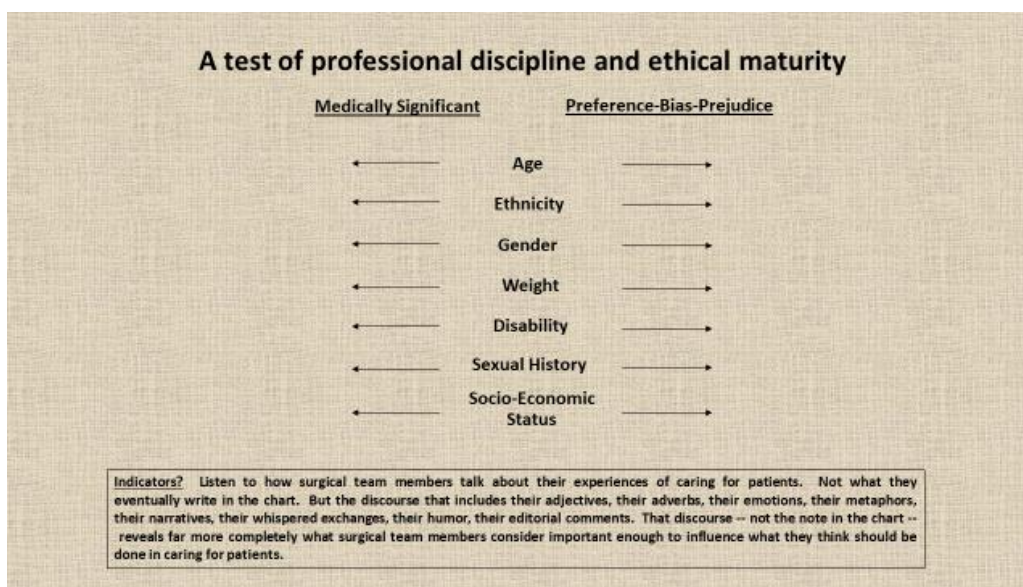 A test of professional discipline and ethical maturity
Medically Significant Preference-Bias-Prejudice
Age
Ethnicity
Gender
Weight
Disability
Sexual History
Socio-Economic
Status
Indicators? Listen to how surgical team members talk about their experiences of caring for patients. Not what they
eventually write in the chart. But the discourse that includes their adjectives, their adverbs, their emotions, their metaphors,
their narratives, their whispered exchanges, their humor, their editorial comments. That discourse -- not the note in the chart --
reveals far more completely what surgical team members consider important enough to influence what they think should be
done in caring for patients.